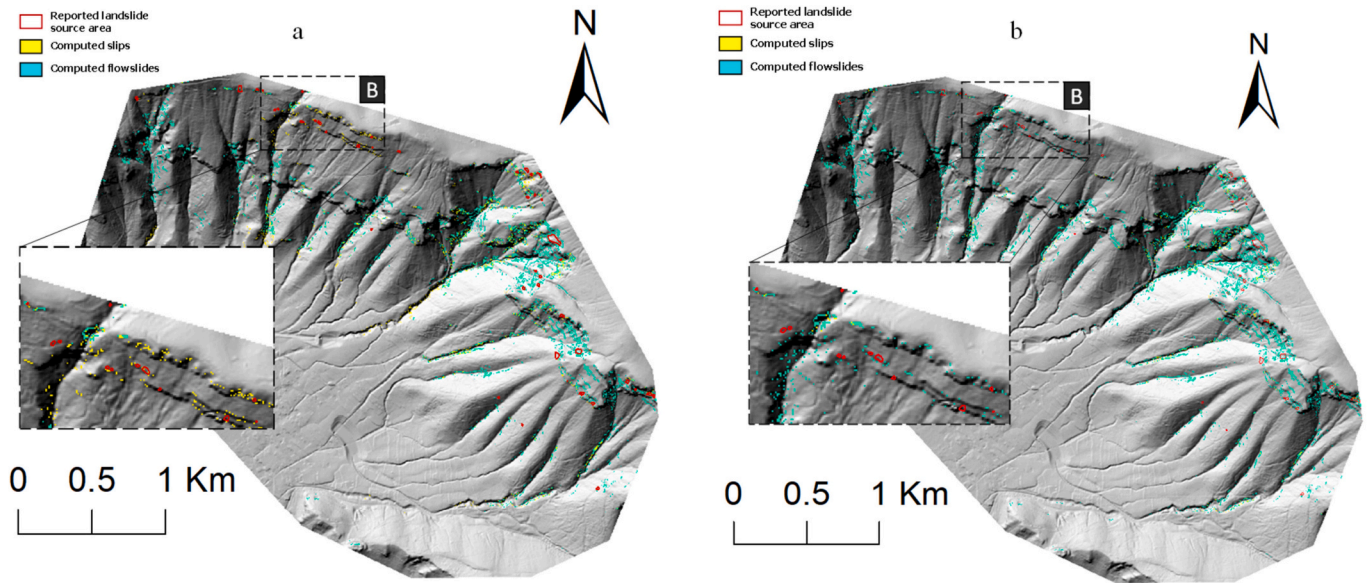 Reported landslide
source area
Computed slips
Computed flowslides
a
N
B
0 0.5 1 Km
Reported landslide
source area
Computed slips
Computed flowslides
b
N
B
0 0.5 1 Km